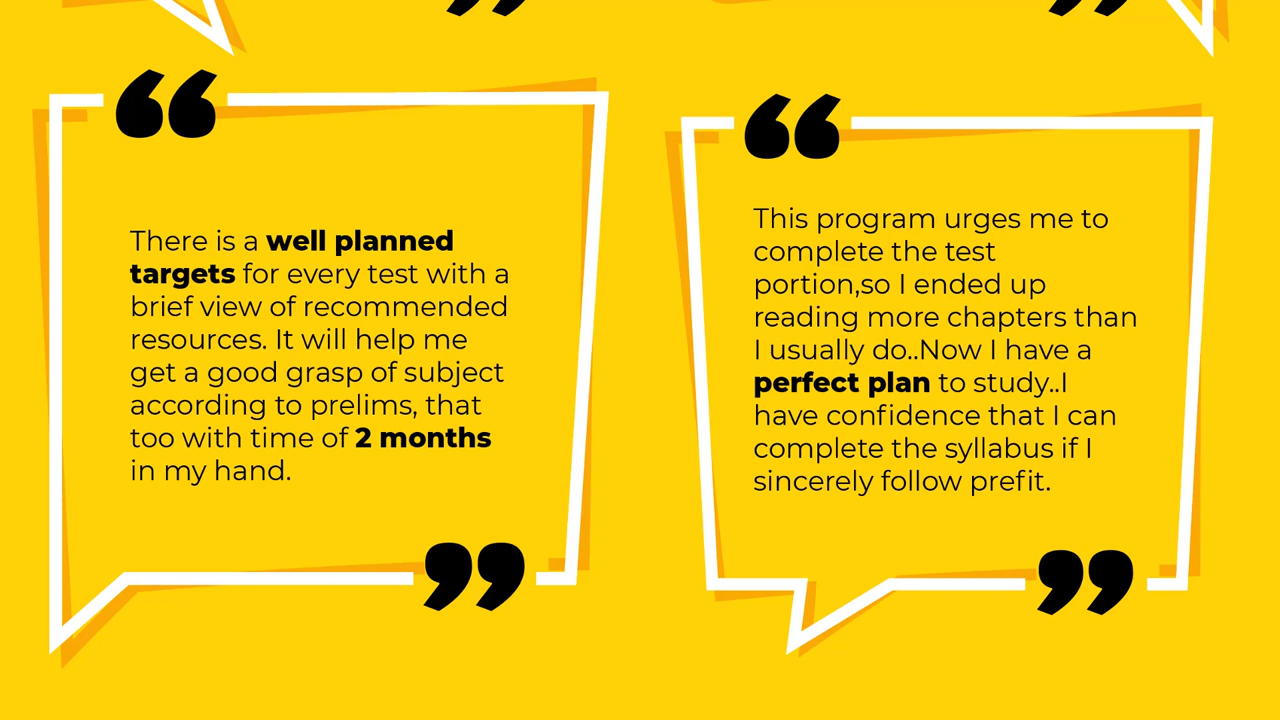 There is a well planned
targets for every test with a
brief view of recommended
resources. It will help me
get a good grasp of subject
according to prelims, that
too with time of 2 months
in my hand.
This program urges me to
complete the test
portion,so I ended up
reading more chapters than
I usually do..Now I have a
perfect plan to study..I
have confidence that I can
complete the syllabus if I
sincerely follow prefit.